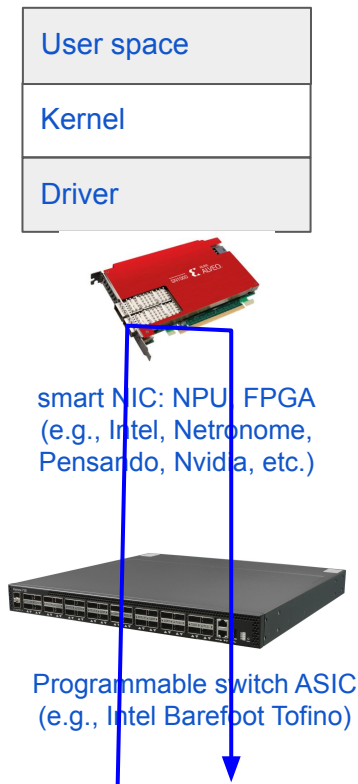 User space
Kernel
Driver
smart NIC: NPU, FPGA
(e.g., Intel, Netronome,
Pensando, Nvidia, etc.)
Programmable switch ASIC
(e.g., Intel Barefoot Tofino)